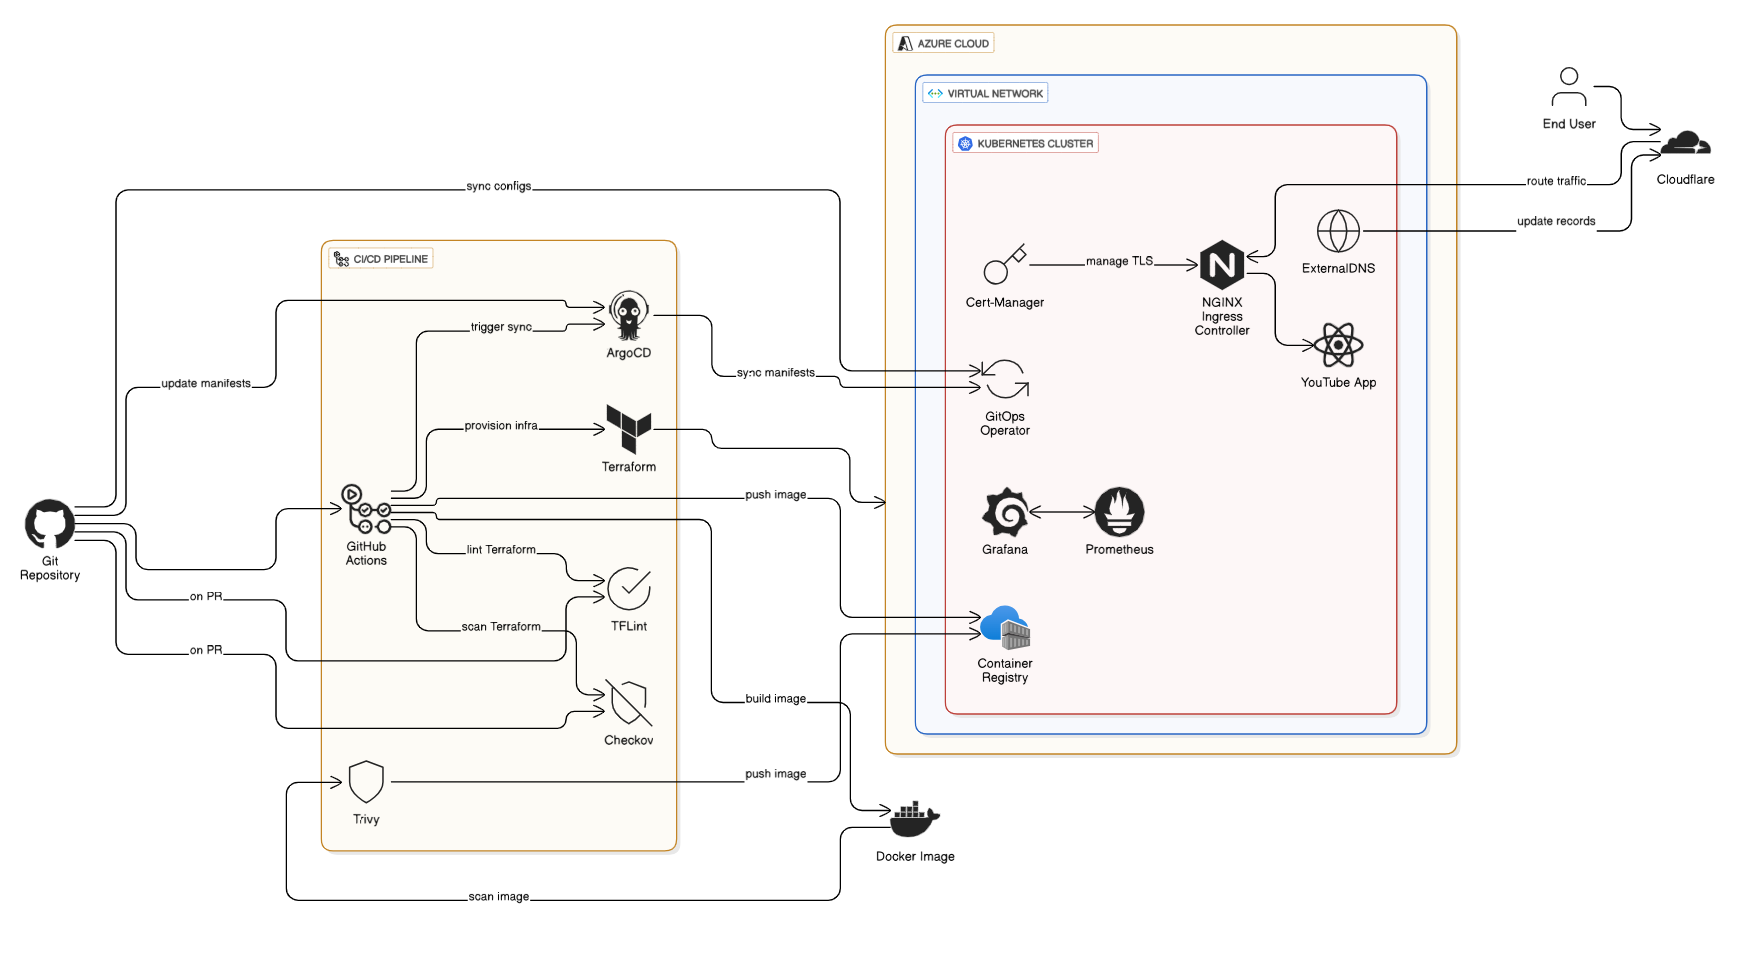 AZURE CLOUD
VIRTUAL NETWORK
KUBERNETES CLUSTER
End User
Cloudflare
route traffic
update records
sync configs
CI/CD PIPELINE
ExternalDNS
manage TLS
Cert-Manager
NGINX
Ingress
Controller
trigger sync
ArgoCD
update manifests
sync manifests
YouTube App
GitOps
Operator
provision infra
Terraform
push image
Git
Repository
GitHub
Actions
lint Terraform
Grafana
Prometheus
on PR
TFLint
scan Terraform
on PR
Container
Registry
build image
Checkov
push image
Trivy
Docker Image
scan image